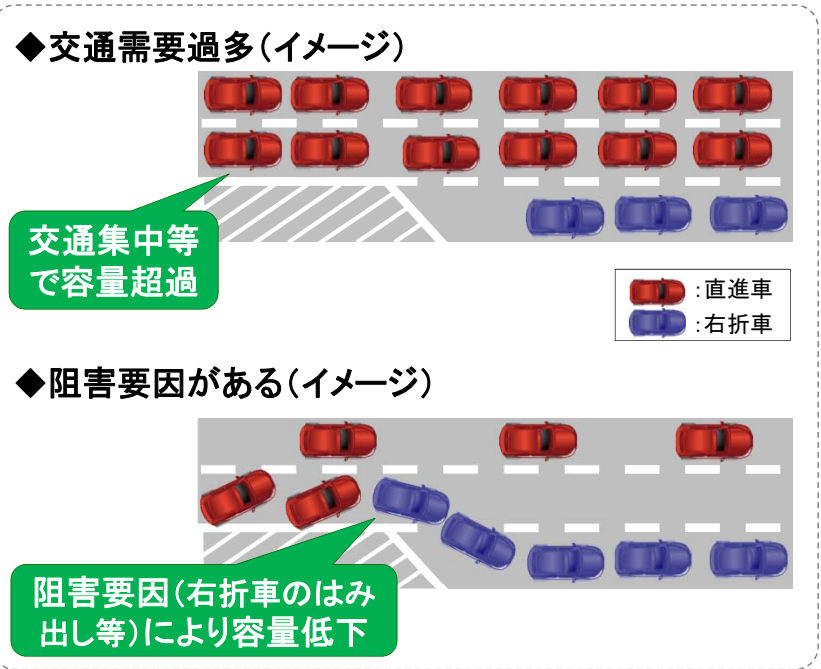 ◆交通需要過多(イメージ)
交通集中等
で容量超過
:直進車
:右折車
◆阻害要因がある(イメージ)
阻害要因(右折車のはみ
出し等)により容量低下